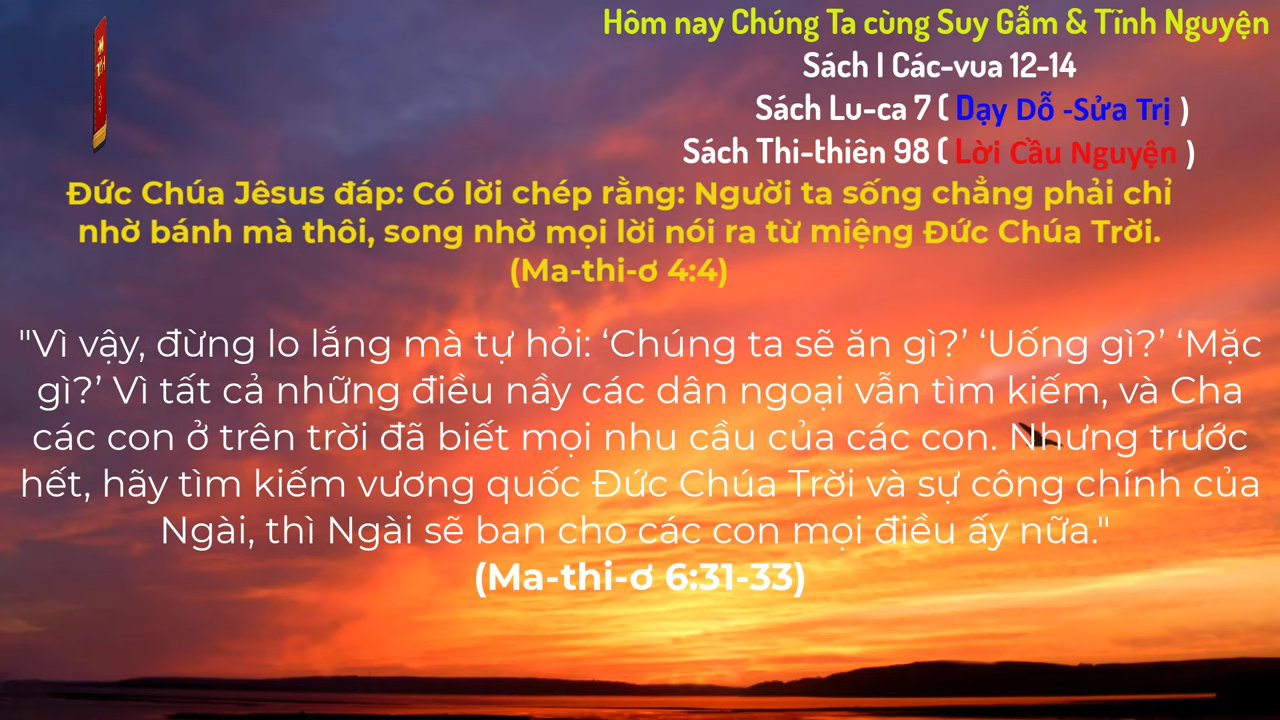 Hôm nay Chúng Ta cùng Suy Gẫm & Tĩnh Nguyện
Sách I Các-vua 12-14
Sách Lu-ca 7 ( Dạy Dỗ -Sửa Trị )
Sách Thi-thiên 98 ( Lời Cầu Nguyện )
Đức Chúa Jêsus đáp: Có lời chép rằng: Người ta sống chẳng phải chỉ
nhờ bánh mà thôi, song nhờ mọi lời nói ra từ miệng Đức Chúa Trời.
(Ma-thi-ơ 4:4)
"Vì vậy, đừng lo lắng mà tự hỏi: ‘Chúng ta sẽ ăn gì?’ ‘Uống gì?’ ‘Mặc
gì?’ Vì tất cả những điều nầy các dân ngoại vẫn tìm kiếm, và Cha
các con ở trên trời đã biết mọi nhu cầu của các con. Nhưng trước
hết, hãy tìm kiếm vương quốc Đức Chúa Trời và sự công chính của
Ngài, thì Ngài sẽ ban cho các con mọi điều ấy nữa."
(Ma-thi-ơ 6:31-33)